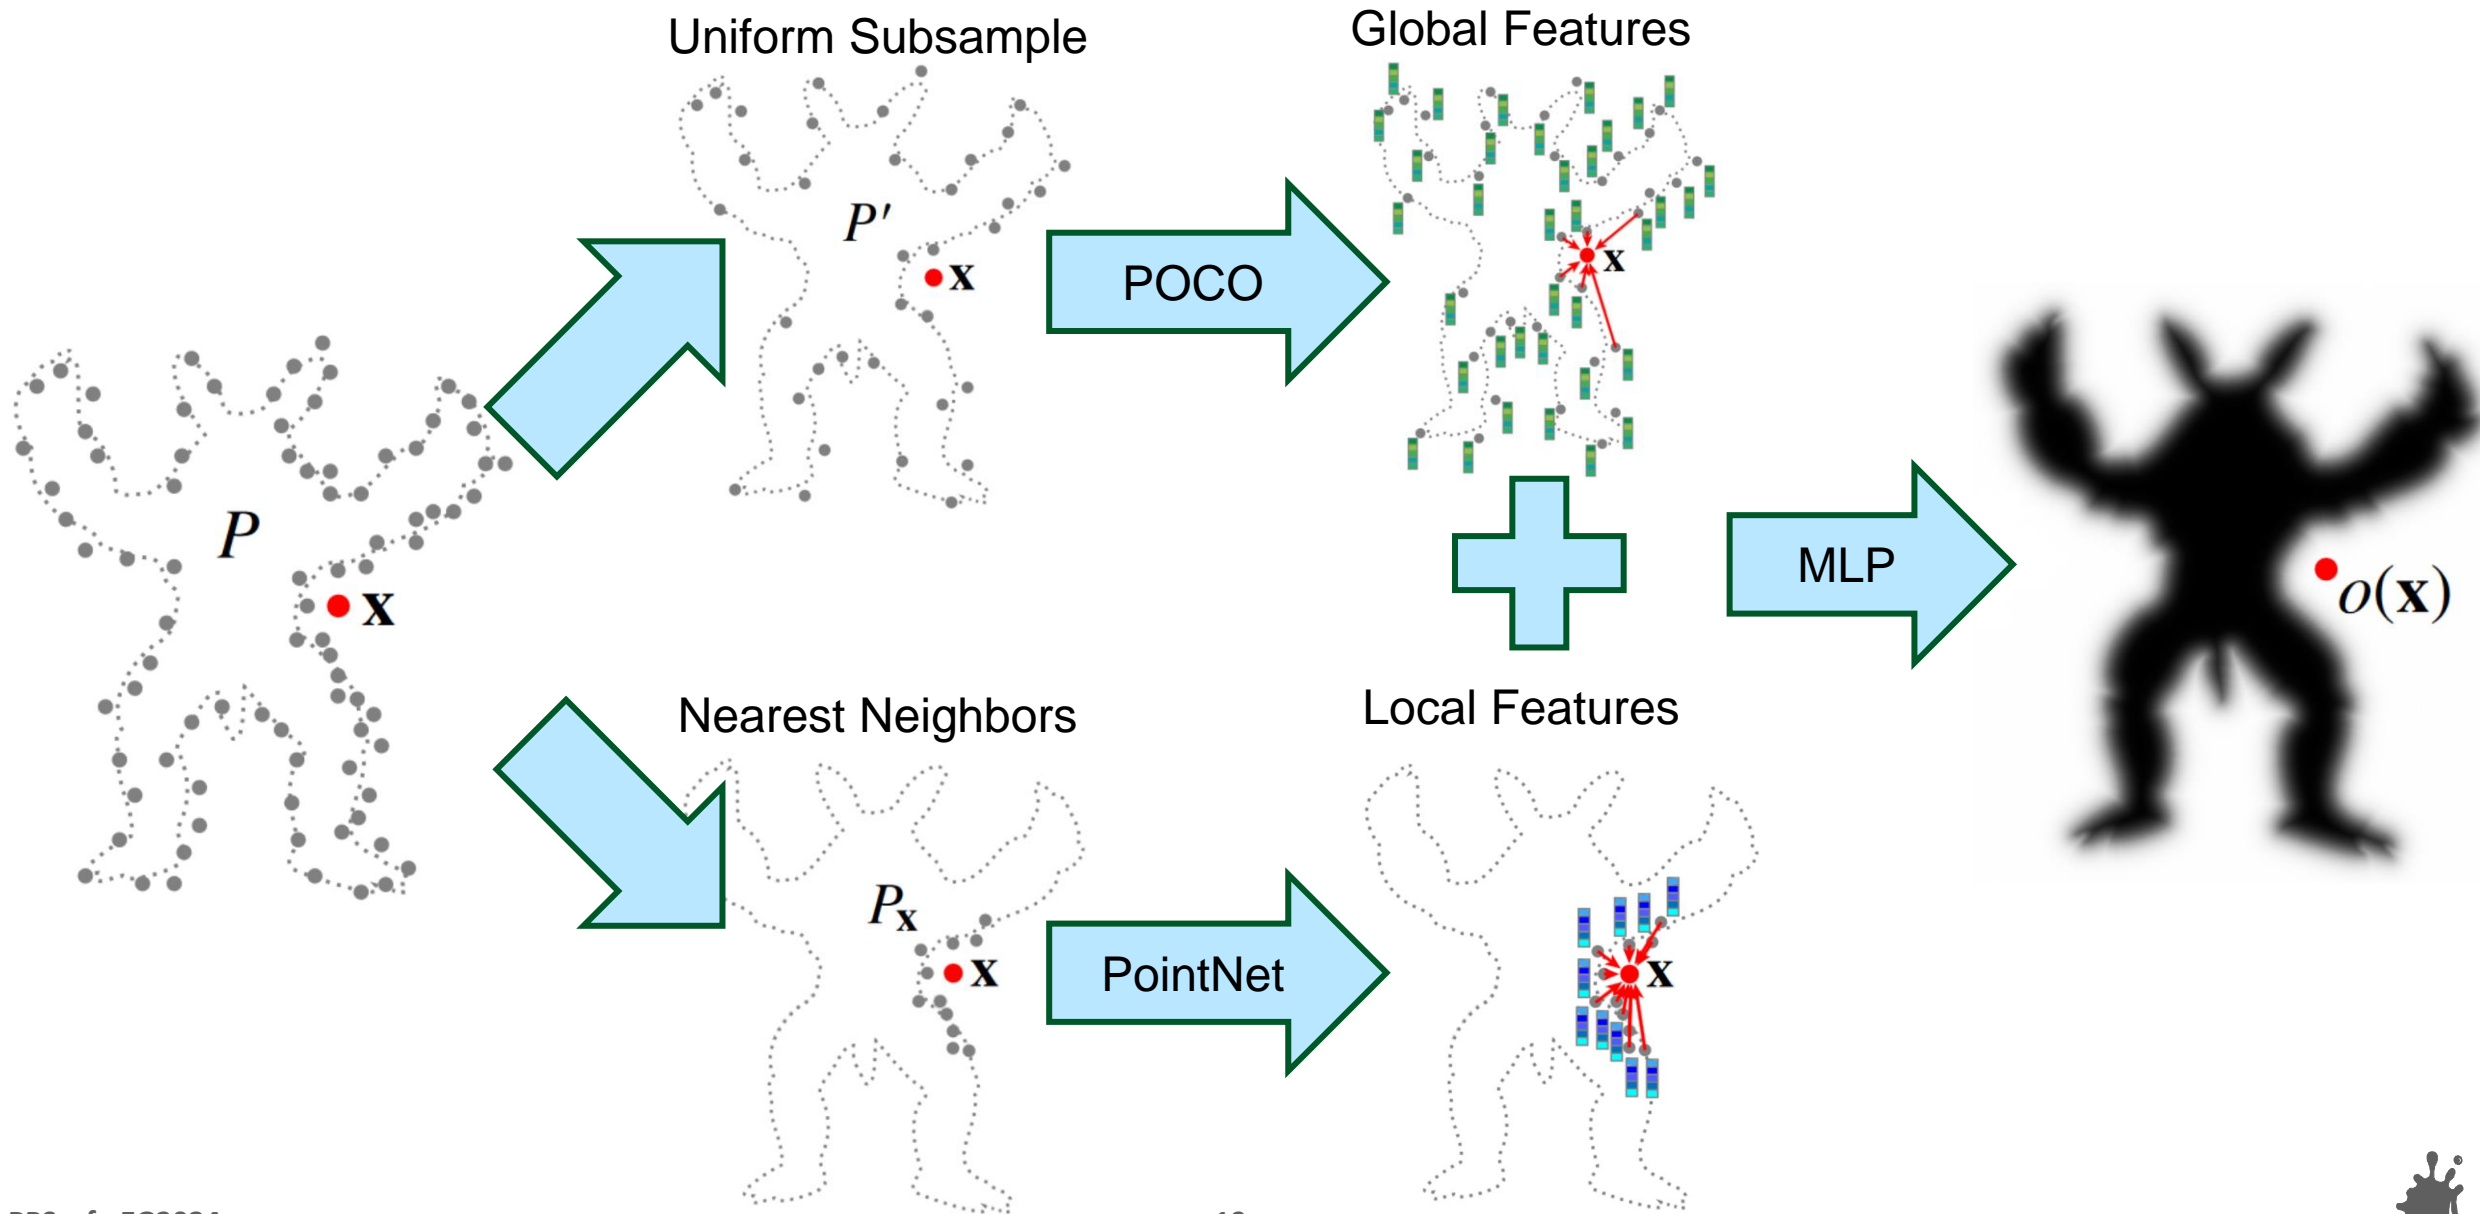 Uniform Subsample
Global Features
P′
x
POCO
x
P
x
MLP
o(x)
Nearest Neighbors
Local Features
Pₓ
x
PointNet
x